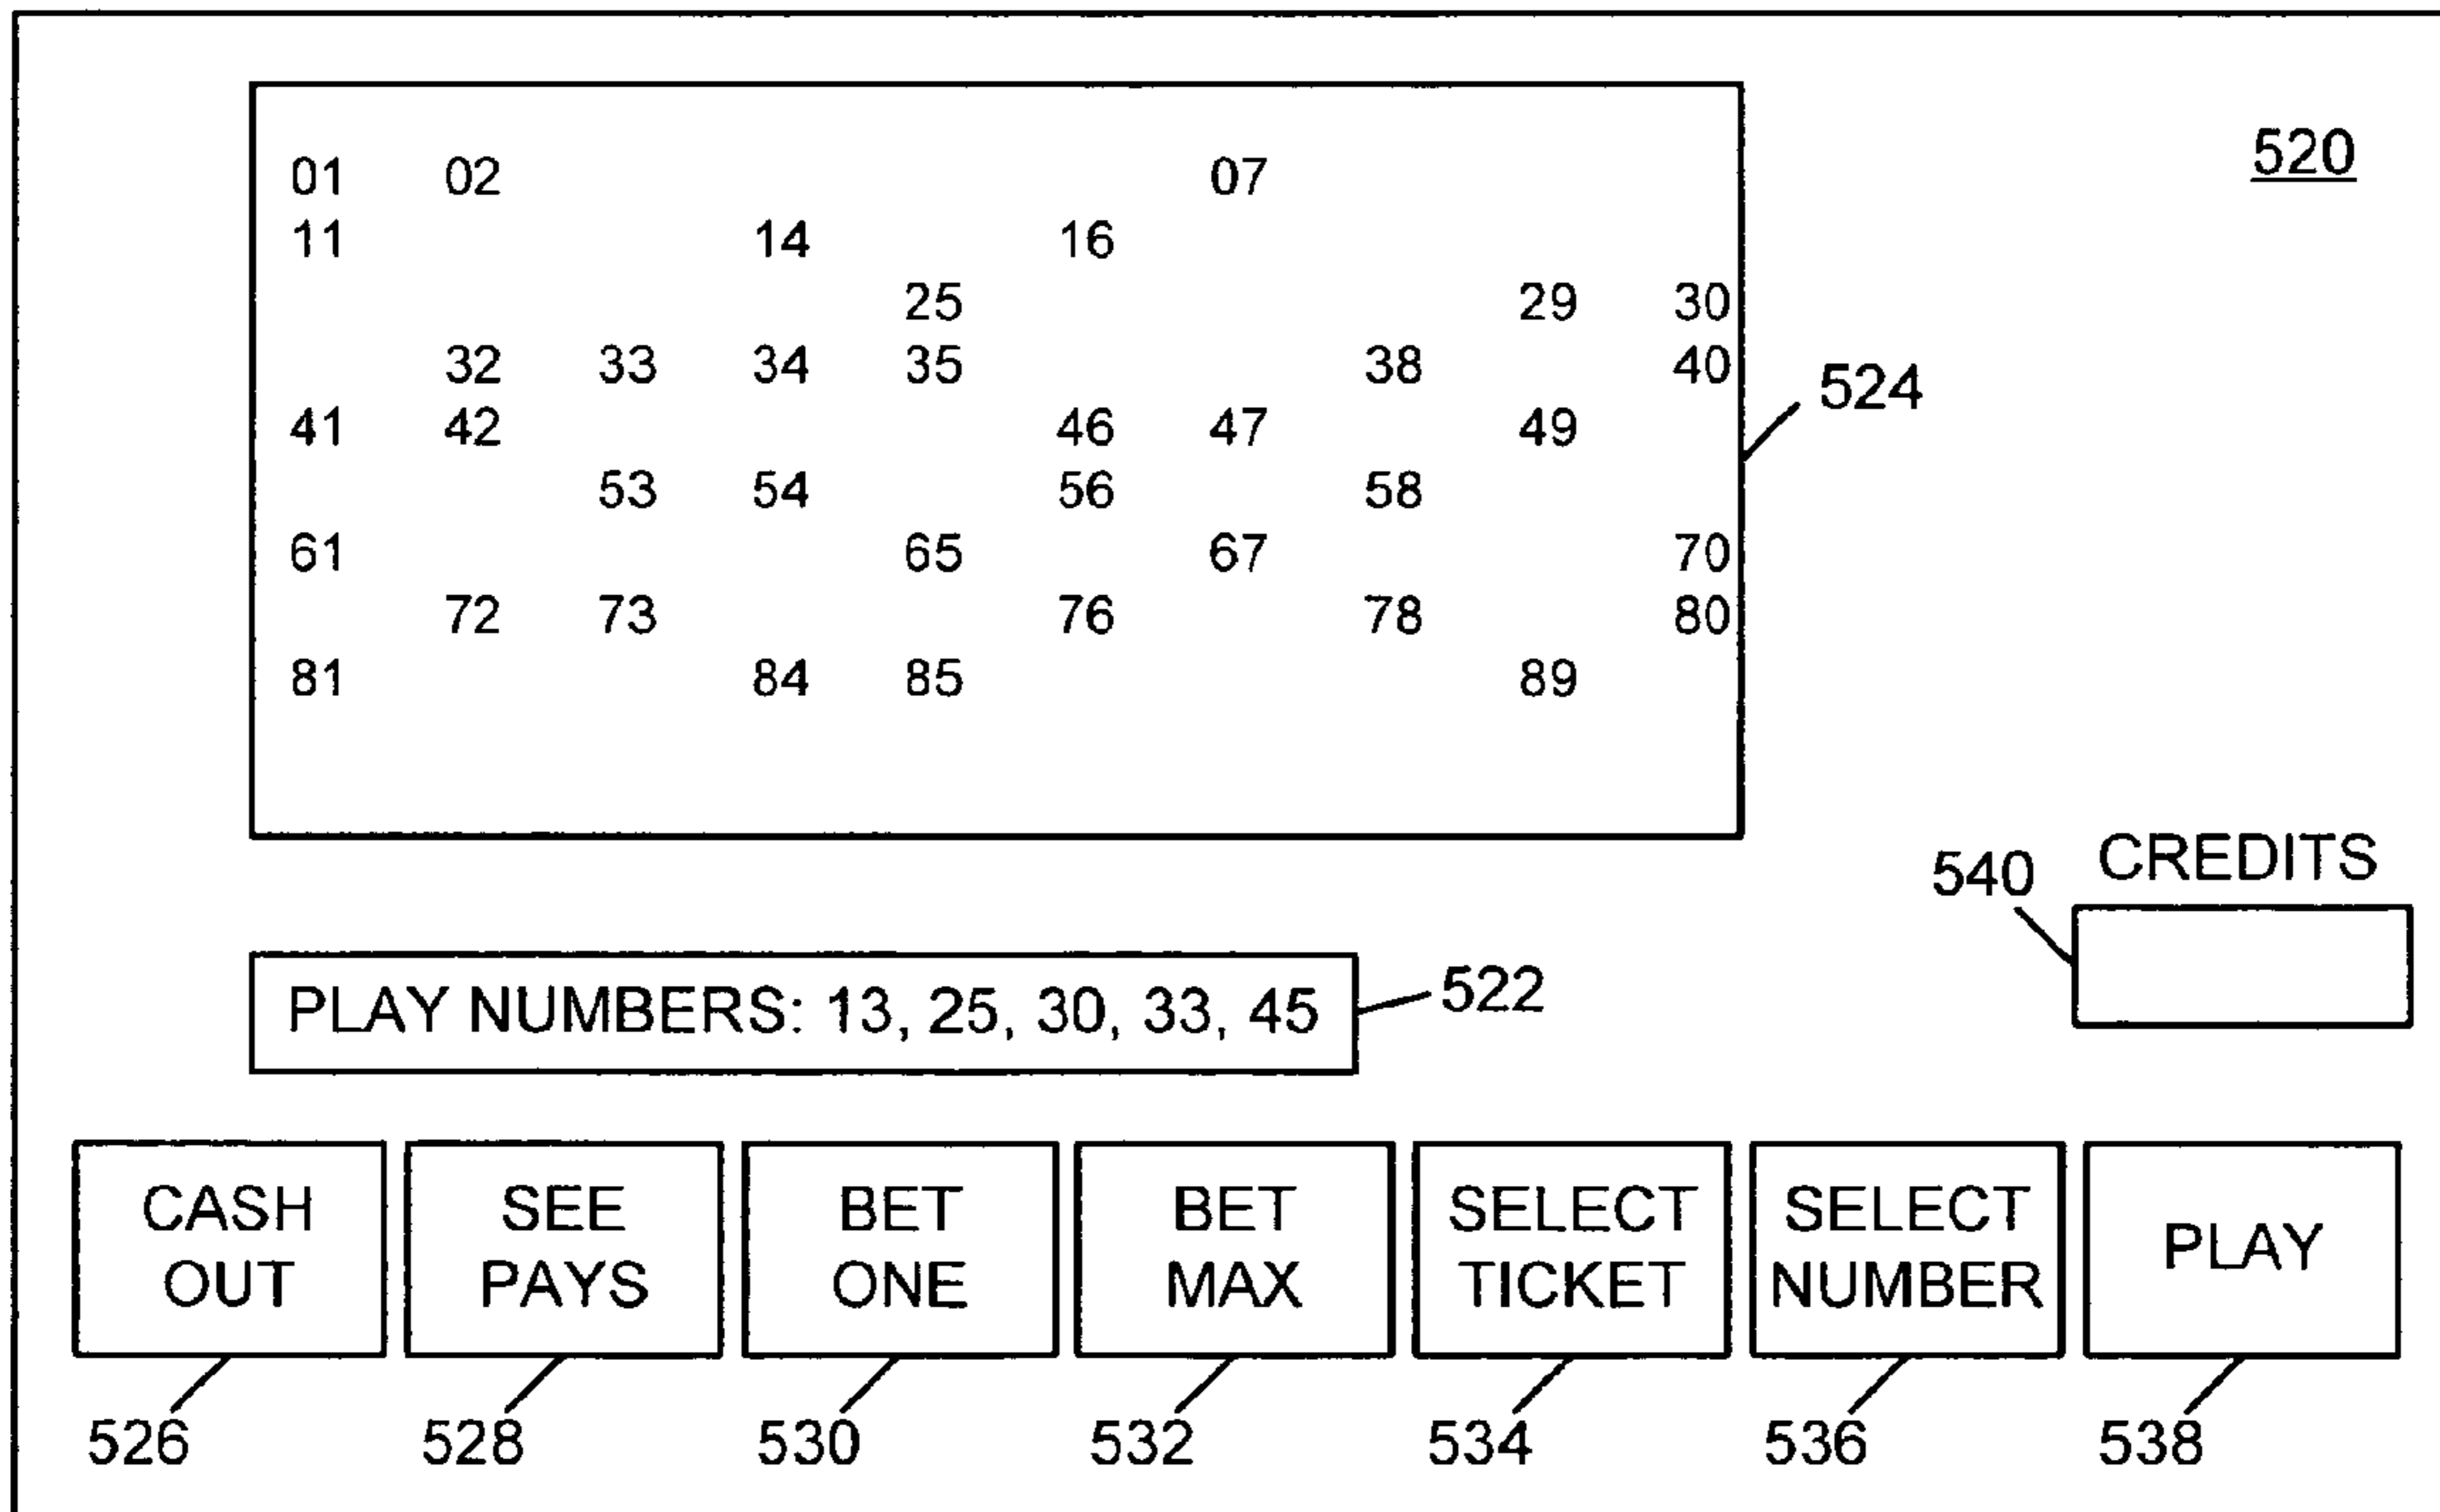 520
01 02 07
11 14 16
25 29 30
32 33 34 35 38 40
524
41 42 46 47 49
53 54 56 58
61 65 67 70
72 73 76 78 80
81 84 85 89
CREDITS
540
PLAY NUMBERS: 13, 25, 30, 33, 45
522
CASH
OUT
SEE
PAYS
BET
ONE
BET
MAX
SELECT
TICKET
SELECT
NUMBER
PLAY
526 528 530 532 534 536 538